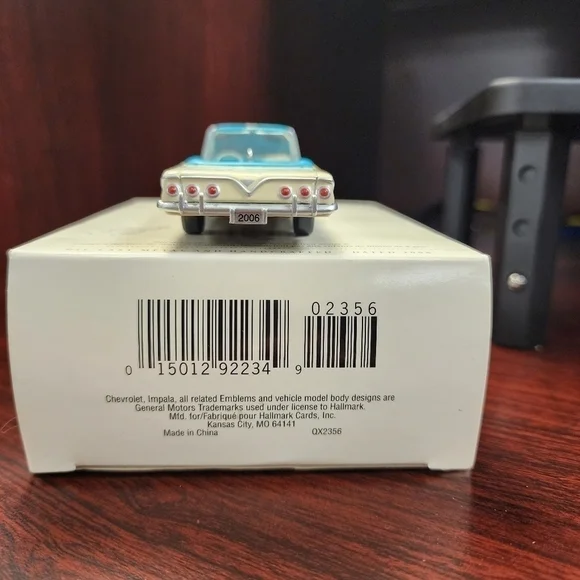 2006
02356
0 15012 92234 9
Chevrolet, Impala, all related Emblems and vehicle model body designs are
General Motors Trademarks used under license to Hallmark.
Mfd. for/Fabriqué pour Hallmark Cards, Inc.
Kansas City, MO 64141
Made in China QX2356